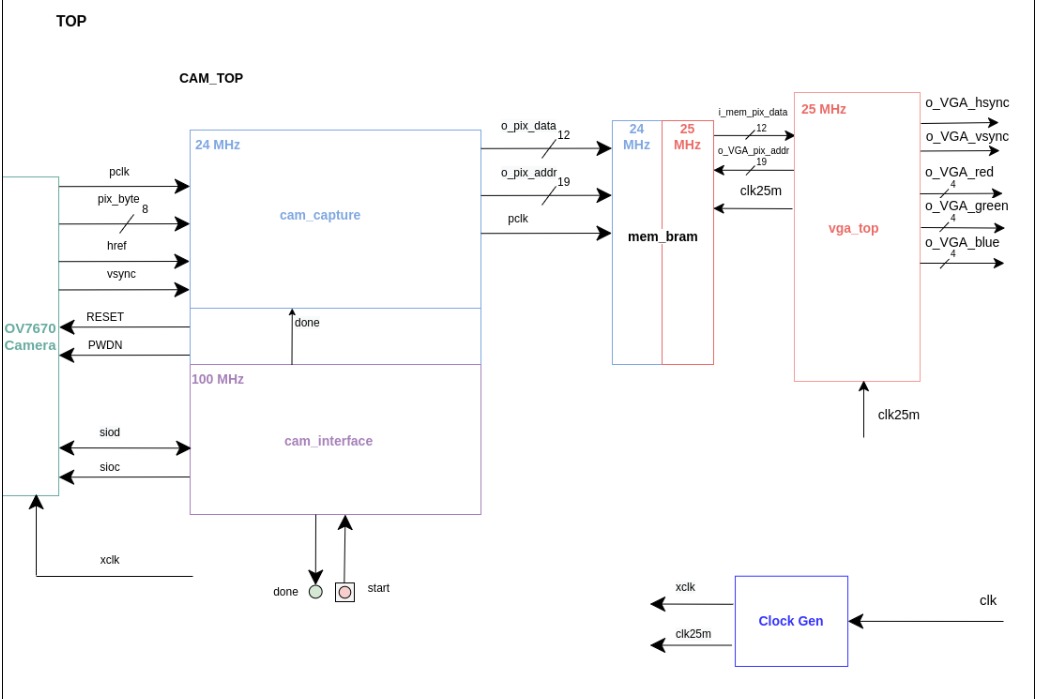 TOP
CAM_TOP
24 MHz
cam_capture
pclk
pix_byte
8
href
vsync
RESET
PWDN
OV7670
Camera
done
100 MHz
cam_interface
siod
sioc
xclk
done
start
o_pix_data
12
o_pix_addr
19
pclk
24
MHz
25
MHz
mem_bram
i_mem_pix_data
12
o_VGA_pix_addr
19
clk25m
25 MHz
vga_top
clk25m
o_VGA_hsync
o_VGA_vsync
o_VGA_red
4
o_VGA_green
4
o_VGA_blue
4
xclk
clk25m
Clock Gen
clk